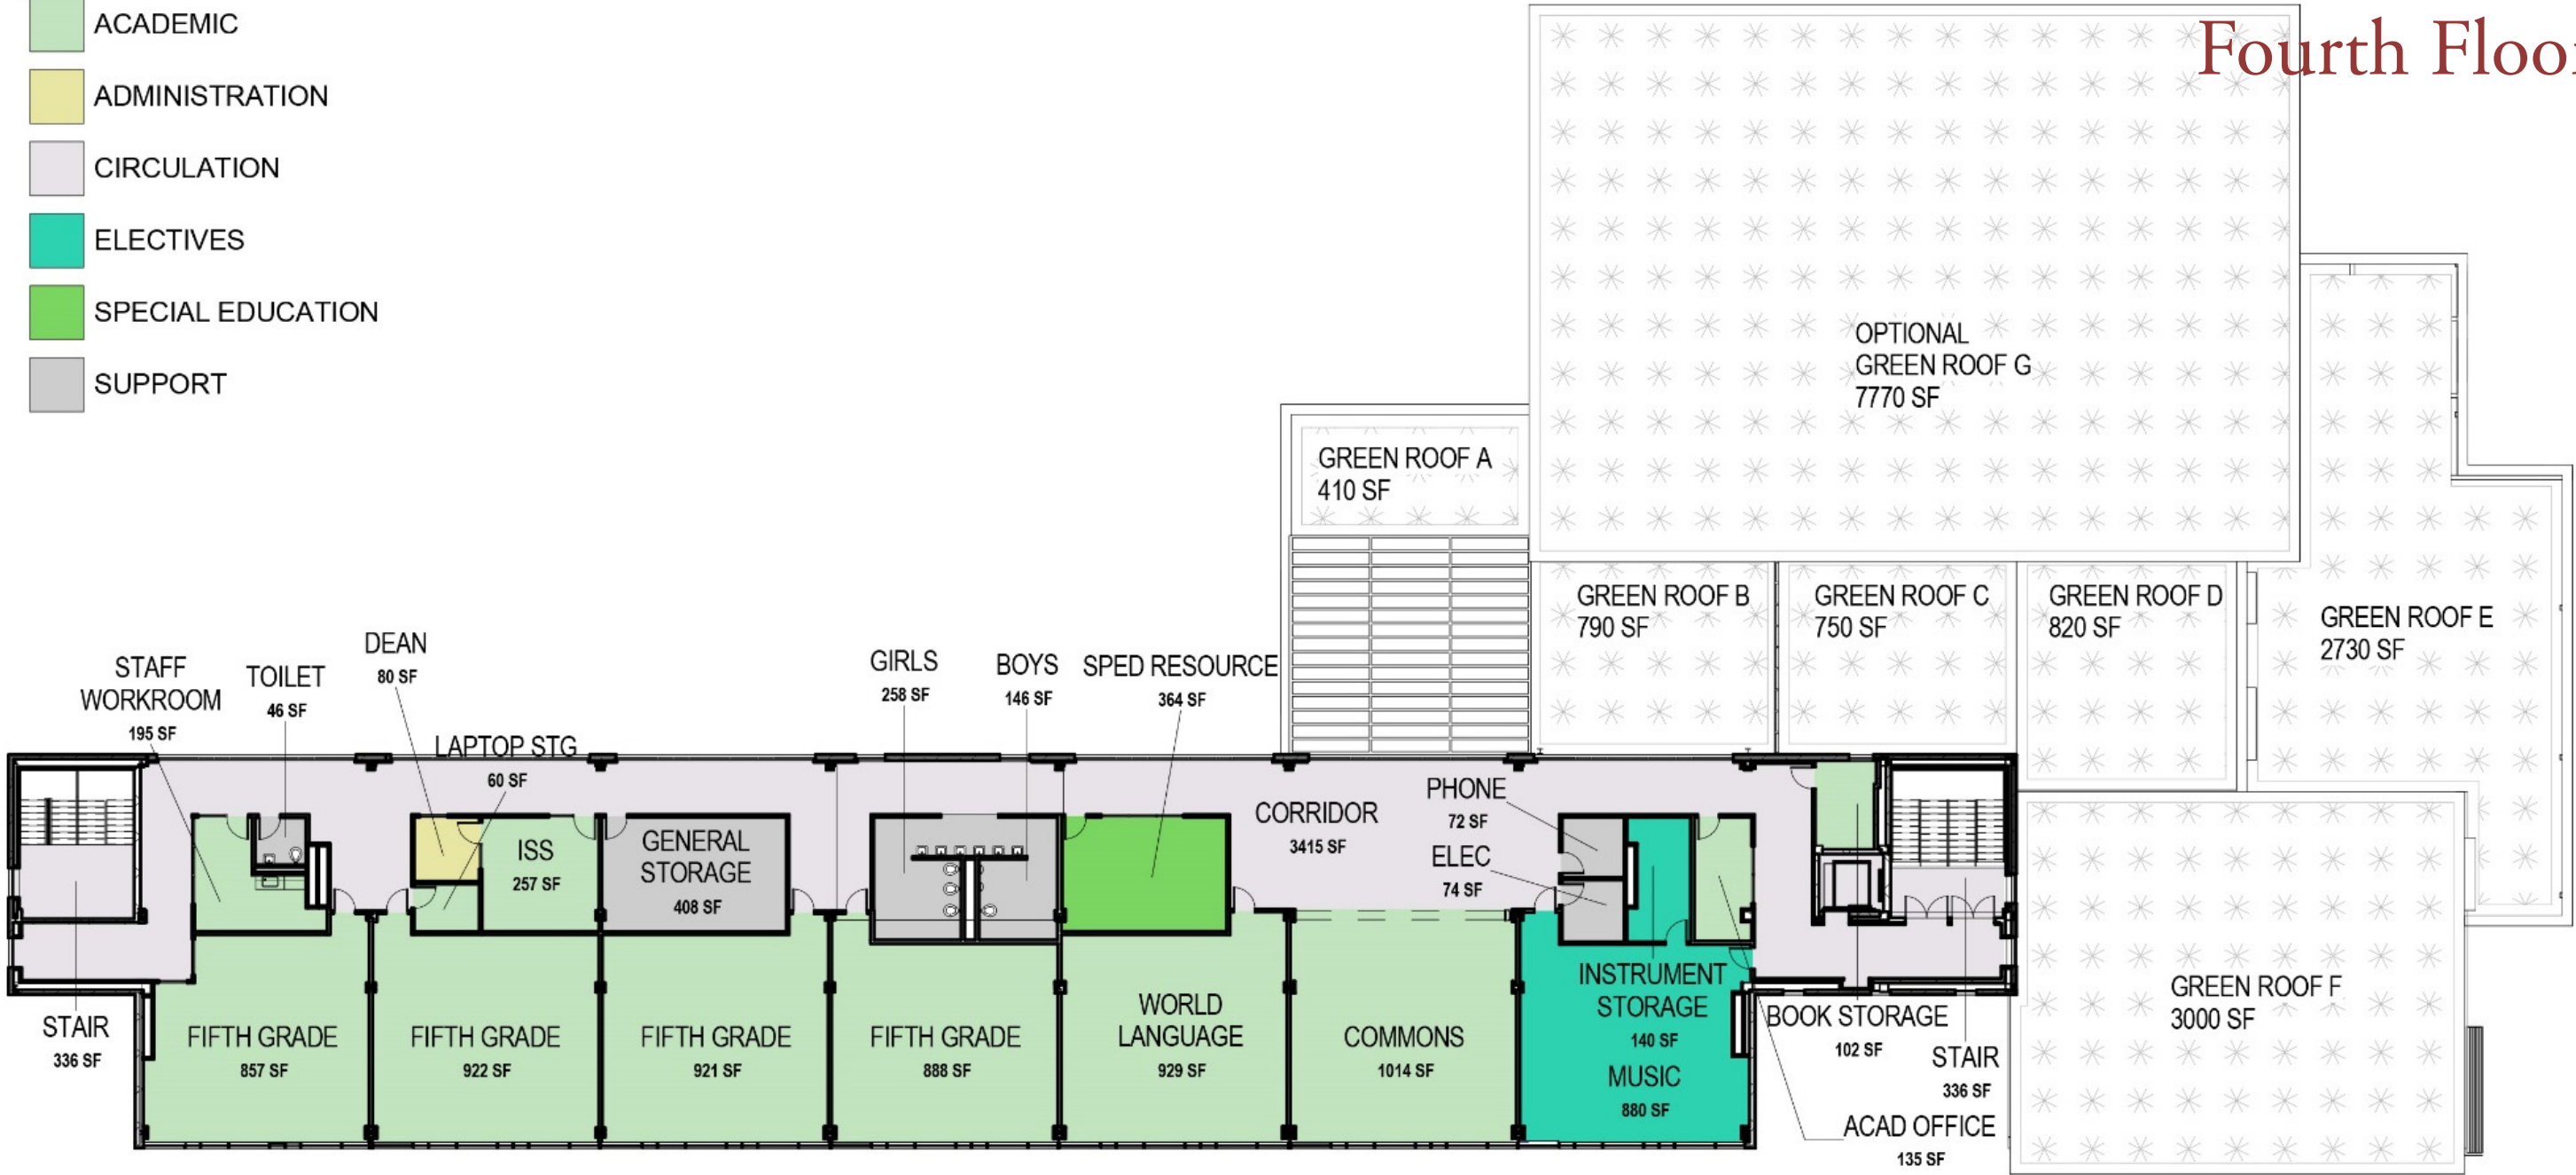 ACADEMIC
ADMINISTRATION
CIRCULATION
ELECTIVES
SPECIAL EDUCATION
SUPPORT
Fourth Floor
OPTIONAL
GREEN ROOF G
7770 SF
GREEN ROOF A
410 SF
GREEN ROOF B
790 SF
GREEN ROOF C
750 SF
GREEN ROOF D
820 SF
GREEN ROOF E
2730 SF
GREEN ROOF F
3000 SF
STAFF
WORKROOM
195 SF
TOILET
46 SF
DEAN
80 SF
LAPTOP STG
60 SF
GIRLS
258 SF
BOYS
146 SF
SPED RESOURCE
364 SF
ISS
257 SF
GENERAL
STORAGE
408 SF
CORRIDOR
3415 SF
PHONE
72 SF
ELEC
74 SF
STAIR
336 SF
FIFTH GRADE
857 SF
FIFTH GRADE
922 SF
FIFTH GRADE
921 SF
FIFTH GRADE
888 SF
WORLD
LANGUAGE
929 SF
COMMONS
1014 SF
INSTRUMENT
STORAGE
140 SF
MUSIC
880 SF
BOOK STORAGE
102 SF
STAIR
336 SF
ACAD OFFICE
135 SF